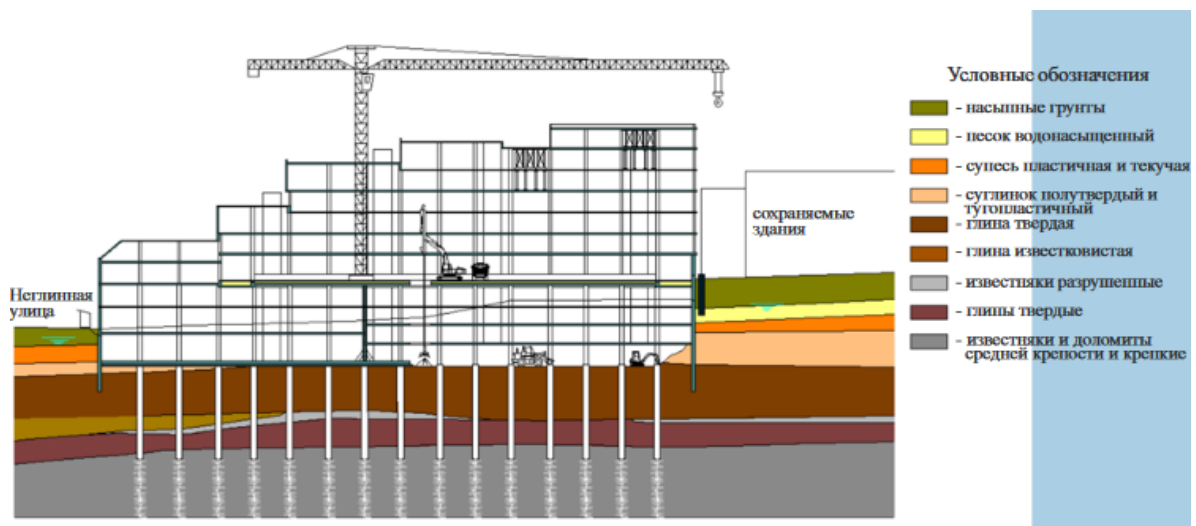 Условные обозначения
- насыпные грунты
- песок водонасыщенный
- супесь пластичная и текучая
- суглинок полутвердый и
тугопластичный
- глина твердая
- глина известковистая
- известняки разрушенные
- глины твердые
- известняки и доломиты
средней крепости и крепкие
сохраняемые
здания
Неглинная
улица